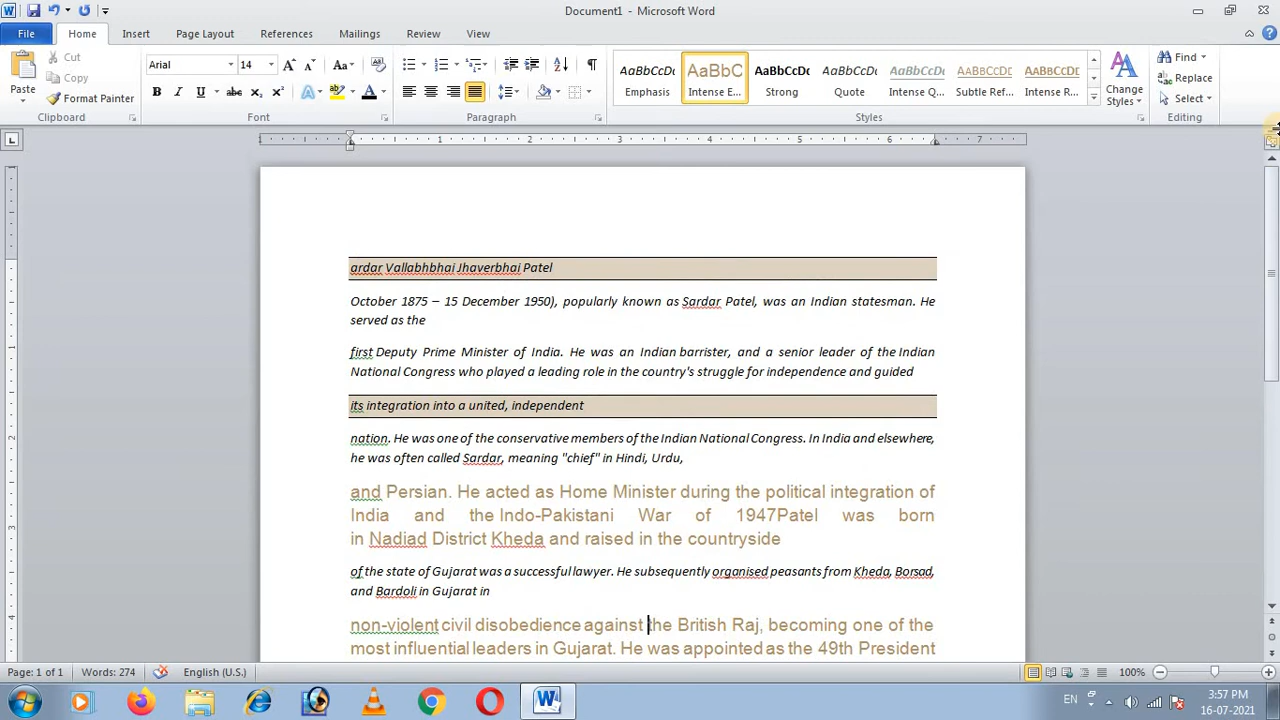 Document1 - Microsoft Word
File Home Insert Page Layout References Mailings Review View
Cut
Copy
Format Painter
Paste
Clipboard
Arial 14
Font
Paragraph
AaBbCcDc AaBbC AaBbCcDc AaBbCcDc AaBbCcDc AaBbCcDc AaBbCcDc
Emphasis Intense E... Strong Quote Intense Q... Subtle Ref... Intense R...
Change Styles
Styles
Find
Replace
Select
Editing
1 1 2 3 4 5 6 7
ardar Vallabhbhai Jhaverbhai Patel
October 1875 – 15 December 1950), popularly known as Sardar Patel, was an Indian statesman. He
served as the
first Deputy Prime Minister of India. He was an Indian barrister, and a senior leader of the Indian
National Congress who played a leading role in the country's struggle for independence and guided
its integration into a united, independent
nation. He was one of the conservative members of the Indian National Congress. In India and elsewhere,
he was often called Sardar, meaning "chief" in Hindi, Urdu,
and Persian. He acted as Home Minister during the political integration of
India and the Indo-Pakistani War of 1947Patel was born
in Nadiad District Kheda and raised in the countryside
of the state of Gujarat was a successful lawyer. He subsequently organised peasants from Kheda, Borsad,
and Bardoli in Gujarat in
non-violent civil disobedience against the British Raj, becoming one of the
most influential leaders in Gujarat. He was appointed as the 49th President
Page: 1 of 1 Words: 274 English (U.S.) 100%
EN 3:57 PM
16-07-2021